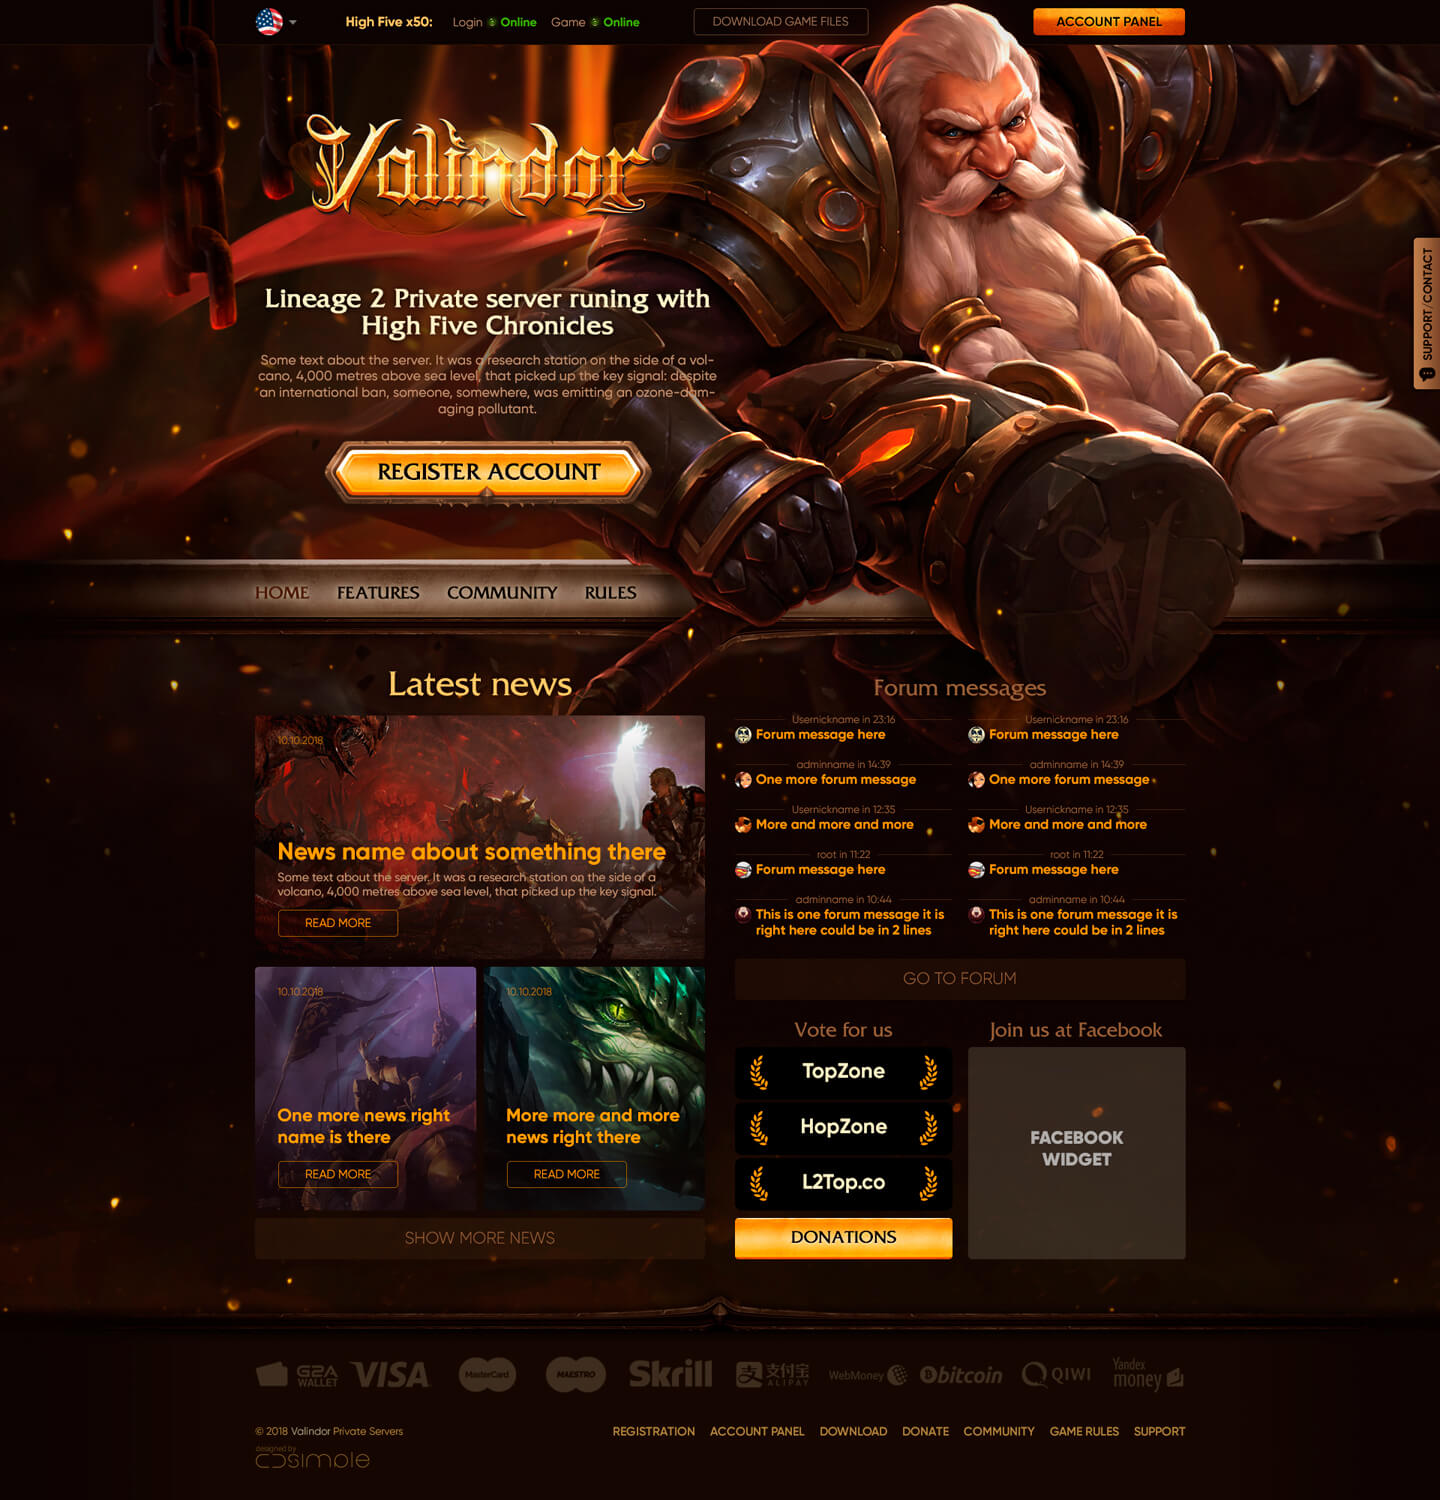 High Five x50:
Login Online
Game Online
DOWNLOAD GAME FILES
ACCOUNT PANEL
Valindor
SUPPORT / CONTACT
Lineage 2 Private server runing with
High Five Chronicles
Some text about the server. It was a research station on the side of a vol-
cano, 4,000 metres above sea level, that picked up the key signal: despite
an international ban, someone, somewhere, was emitting an ozone-dam-
aging pollutant.
REGISTER ACCOUNT
HOME
FEATURES
COMMUNITY
RULES
Latest news
10.10.2018
News name about something there
Some text about the server. It was a research station on the side of a
volcano, 4,000 metres above sea level, that picked up the key signal.
READ MORE
10.10.2018
One more news right
name is there
READ MORE
10.10.2018
More more and more
news right there
READ MORE
SHOW MORE NEWS
Forum messages
Usernickname in 23:16
Forum message here
adminname in 14:39
One more forum message
Usernickname in 12:35
More and more and more
root in 11:22
Forum message here
adminname in 10:44
This is one forum message it is
right here could be in 2 lines
Usernickname in 23:16
Forum message here
adminname in 14:39
One more forum message
Usernickname in 12:35
More and more and more
root in 11:22
Forum message here
adminname in 10:44
This is one forum message it is
right here could be in 2 lines
GO TO FORUM
Vote for us
TopZone
HopZone
L2Top.co
DONATIONS
Join us at Facebook
FACEBOOK
WIDGET
G2A
WALLET
VISA
MasterCard
MAESTRO
Skrill
支 支付宝
ALIPAY
WebMoney
bitcoin
QIWI
Yandex
money
© 2018 Valindor Private Servers
designed by
simple
REGISTRATION
ACCOUNT PANEL
DOWNLOAD
DONATE
COMMUNITY
GAME RULES
SUPPORT